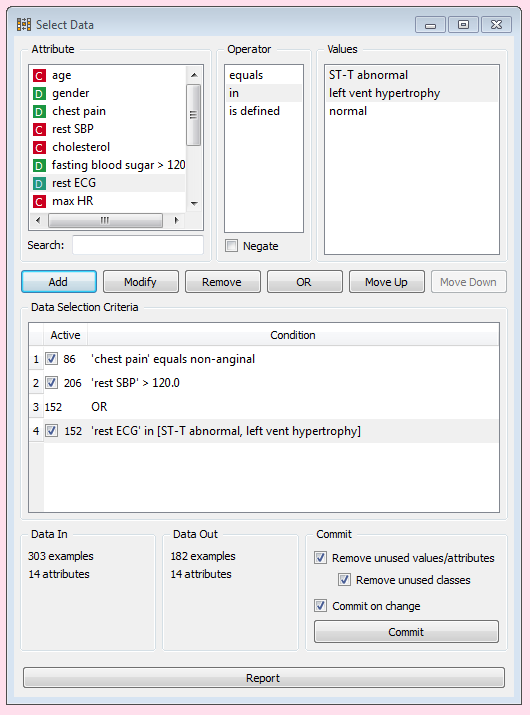 Select Data
Attribute
C age
D gender
D chest pain
C rest SBP
C cholesterol
D fasting blood sugar > 120
D rest ECG
C max HR
Search:
Operator
equals
in
is defined
Negate
Values
ST-T abnormal
left vent hypertrophy
normal
Add Modify Remove OR Move Up Move Down
Data Selection Criteria
Active Condition
1 86 'chest pain' equals non-anginal
2 206 'rest SBP' > 120.0
3 152 OR
4 152 'rest ECG' in [ST-T abnormal, left vent hypertrophy]
Data In
303 examples
14 attributes
Data Out
182 examples
14 attributes
Commit
Remove unused values/attributes
Remove unused classes
Commit on change
Commit
Report